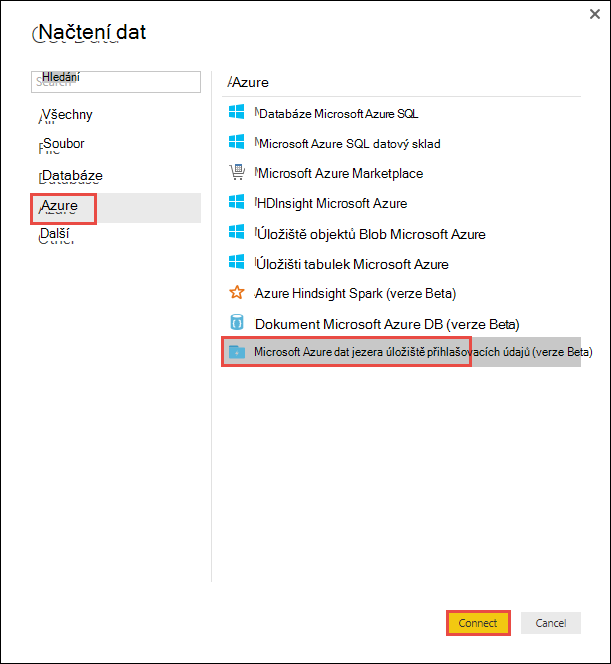 Načtení dat
Hledání
Všechny
Soubor
Databáze
Azure
Další
Azure
Databáze Microsoft Azure SQL
Microsoft Azure SQL datový sklad
Microsoft Azure Marketplace
HDInsight Microsoft Azure
Úložiště objektů Blob Microsoft Azure
Úložišti tabulek Microsoft Azure
Azure Hindsight Spark (verze Beta)
Dokument Microsoft Azure DB (verze Beta)
Microsoft Azure dat jezera úložiště přihlašovacích údajů (verze Beta)
Connect
Cancel